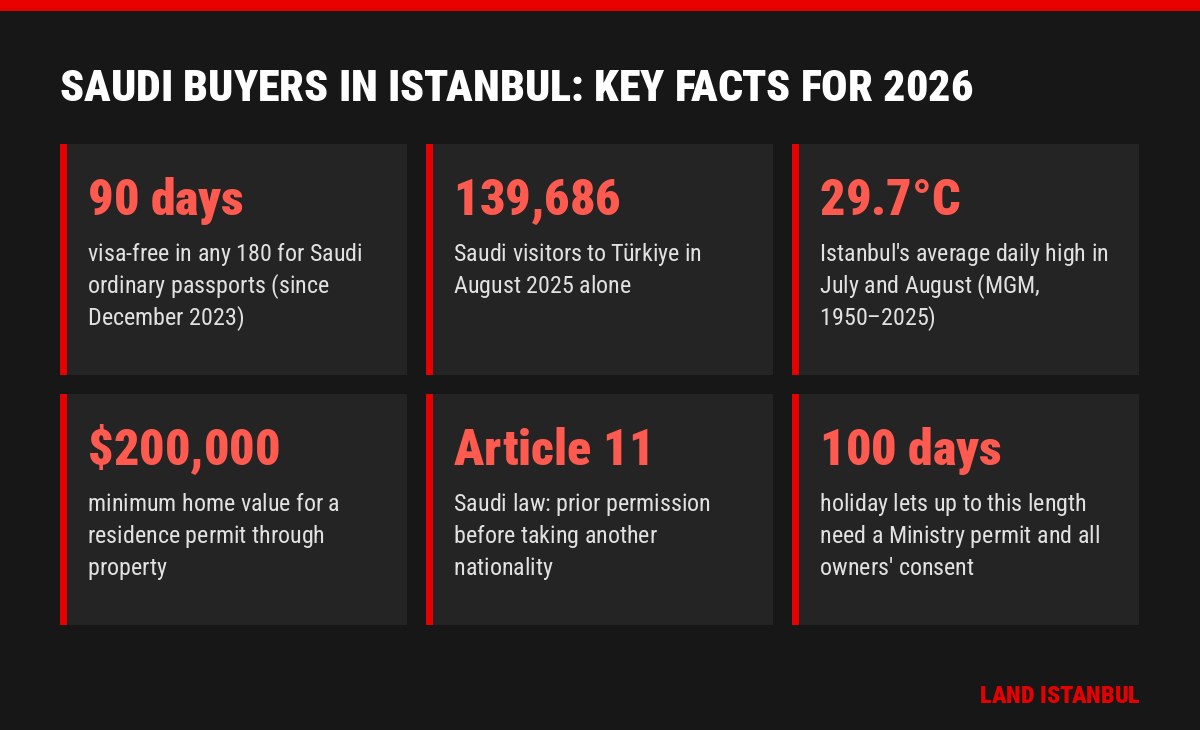 SAUDI BUYERS IN ISTANBUL: KEY FACTS FOR 2026
90 days
visa-free in any 180 for Saudi
ordinary passports (since
December 2023)
139,686
Saudi visitors to Türkiye in
August 2025 alone
29.7°C
Istanbul's average daily high in
July and August (MGM,
1950–2025)
$200,000
minimum home value for a
residence permit through
property
Article 11
Saudi law: prior permission
before taking another
nationality
100 days
holiday lets up to this length
need a Ministry permit and all
owners' consent
LAND ISTANBUL